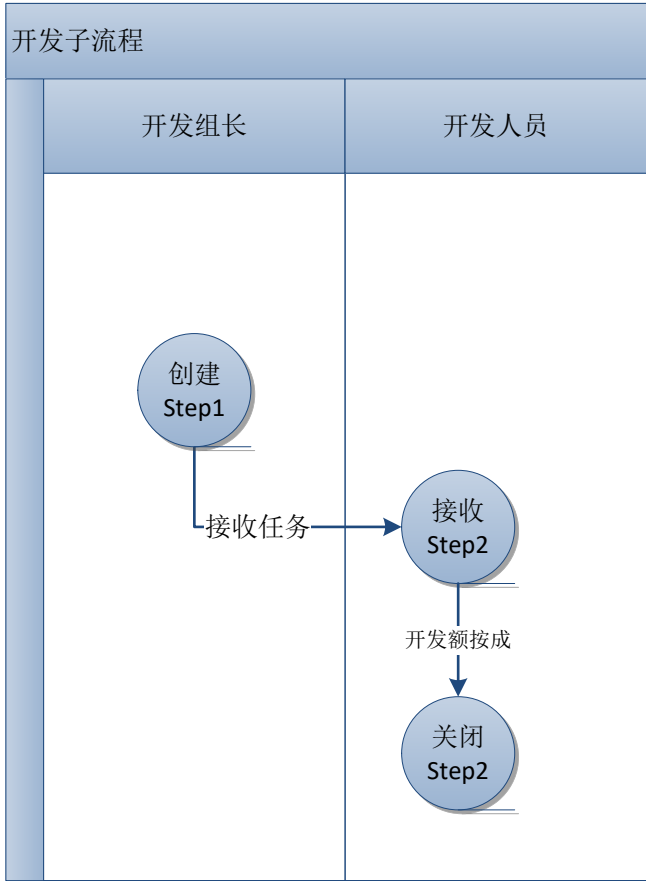 开发子流程
开发组长
开发人员
创建
Step1
接收任务
接收
Step2
开发额按成
关闭
Step2